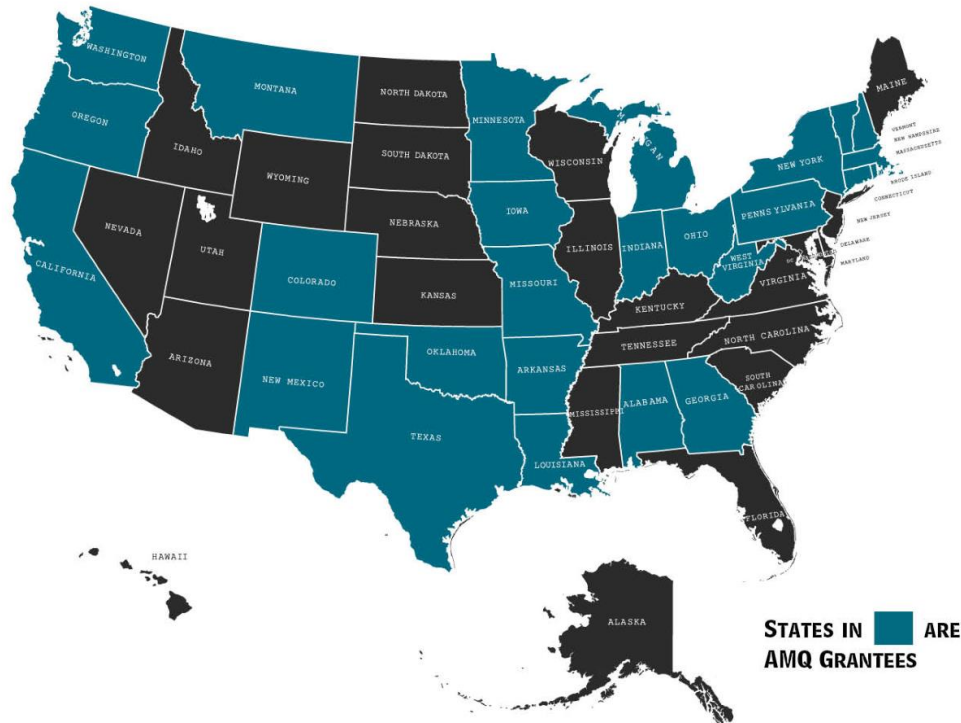 WASHINGTON
OREGON
CALIFORNIA
NEVADA
IDAHO
MONTANA
WYOMING
UTAH
COLORADO
ARIZONA
NEW MEXICO
NORTH DAKOTA
SOUTH DAKOTA
NEBRASKA
KANSAS
OKLAHOMA
TEXAS
MINNESOTA
IOWA
MISSOURI
ARKANSAS
LOUISIANA
WISCONSIN
ILLINOIS
MICHIGAN
INDIANA
OHIO
KENTUCKY
TENNESSEE
MISSISSIPPI
ALABAMA
GEORGIA
FLORIDA
SOUTH
CAROLINA
NORTH CAROLINA
VIRGINIA
WEST
VIRGINIA
PENNSYLVANIA
NEW YORK
MAINE
VERMONT
NEW HAMPSHIRE
MASSACHUSETTS
RHODE ISLAND
CONNECTICUT
NEW JERSEY
DELAWARE
MARYLAND
HAWAII
ALASKA
STATES IN ARE
AMQ GRANTEES